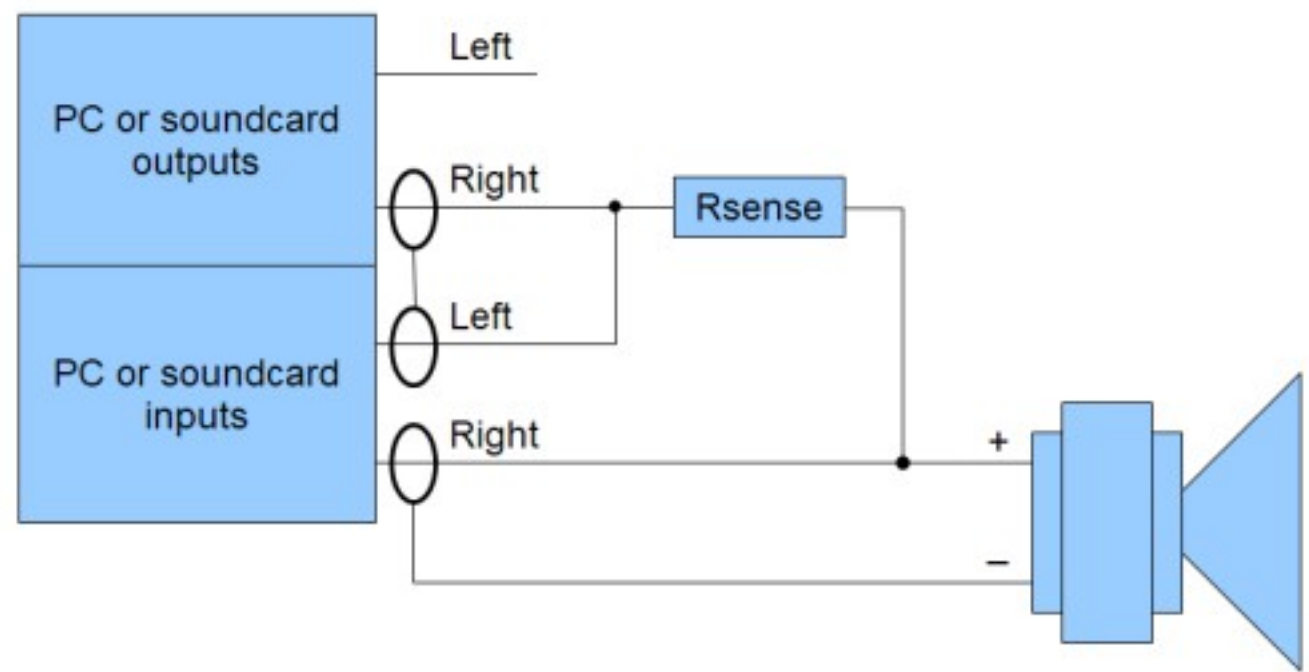 Left
PC or soundcard
outputs
Right
Rsense
Left
PC or soundcard
inputs
Right
+
–